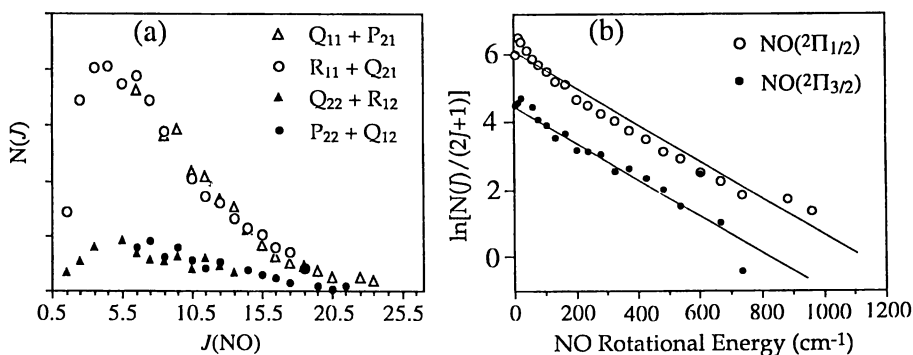 (a)
Q₁₁ + P₂₁
R₁₁ + Q₂₁
Q₂₂ + R₁₂
P₂₂ + Q₁₂
N(J)
0.5 5.5 10.5 15.5 20.5 25.5
J(NO)
(b)
NO(²Π₁/₂)
NO(²Π₃/₂)
ln[N(J)/(2J+1)]
6
4
2
0
0 200 400 600 800 1000 1200
NO Rotational Energy (cm⁻¹)